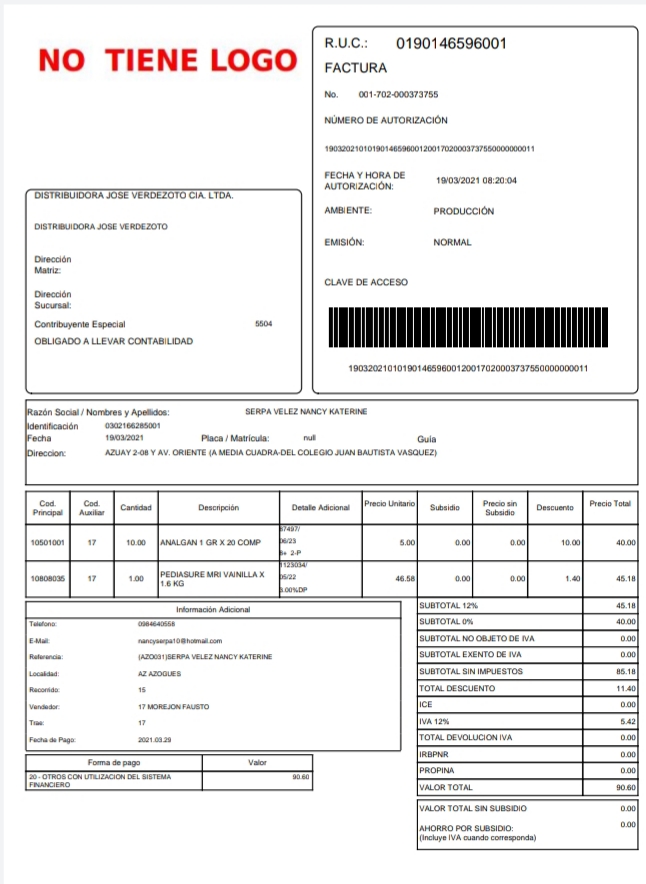 NO TIENE LOGO
R.U.C.: 0190146596001
FACTURA
No. 001-702-000373755
NÚMERO DE AUTORIZACIÓN
1903202101019014659600120017020003737550000000011
FECHA Y HORA DE
AUTORIZACIÓN: 19/03/2021 08:20:04
AMBIENTE: PRODUCCIÓN
EMISIÓN: NORMAL
CLAVE DE ACCESO
1903202101019014659600120017020003737550000000011
DISTRIBUIDORA JOSE VERDEZOTO CIA. LTDA.
DISTRIBUIDORA JOSE VERDEZOTO
Dirección
Matriz:
Dirección
Sucursal:
Contribuyente Especial 5504
OBLIGADO A LLEVAR CONTABILIDAD
Razón Social / Nombres y Apellidos: SERPA VELEZ NANCY KATERINE
Identificación 0302166285001
Fecha 19/03/2021 Placa / Matrícula: null Guía
Direccion: AZUAY 2-08 Y AV. ORIENTE (A MEDIA CUADRA-DEL COLEGIO JUAN BAUTISTA VASQUEZ)
Cod. Principal Cod. Auxiliar Cantidad Descripción Detalle Adicional Precio Unitario Subsidio Precio sin Subsidio Descuento Precio Total
10501001 17 10.00 ANALGAN 1 GR X 20 COMP 67497/ 06/23 8+ 2-P 5.00 0.00 0.00 10.00 40.00
10808035 17 1.00 PEDIASURE MRI VAINILLA X 1.6 KG 1123034/ 05/22 3.00%DP 46.58 0.00 0.00 1.40 45.18
Información Adicional
Telefono: 0984640558
E-Mail: nancyserpa10@hotmail.com
Referencia: (AZO031)SERPA VELEZ NANCY KATERINE
Localidad: AZ AZOGUES
Recorrido: 15
Vendedor: 17 MOREJON FAUSTO
Tras: 17
Fecha de Pago: 2021.03.29
Forma de pago Valor
20 - OTROS CON UTILIZACION DEL SISTEMA FINANCIERO 90.60
SUBTOTAL 12% 45.18
SUBTOTAL 0% 40.00
SUBTOTAL NO OBJETO DE IVA 0.00
SUBTOTAL EXENTO DE IVA 0.00
SUBTOTAL SIN IMPUESTOS 85.18
TOTAL DESCUENTO 11.40
ICE 0.00
IVA 12% 5.42
TOTAL DEVOLUCION IVA 0.00
IRBPNR 0.00
PROPINA 0.00
VALOR TOTAL 90.60
VALOR TOTAL SIN SUBSIDIO 0.00
AHORRO POR SUBSIDIO: 0.00
(Incluye IVA cuando corresponda)